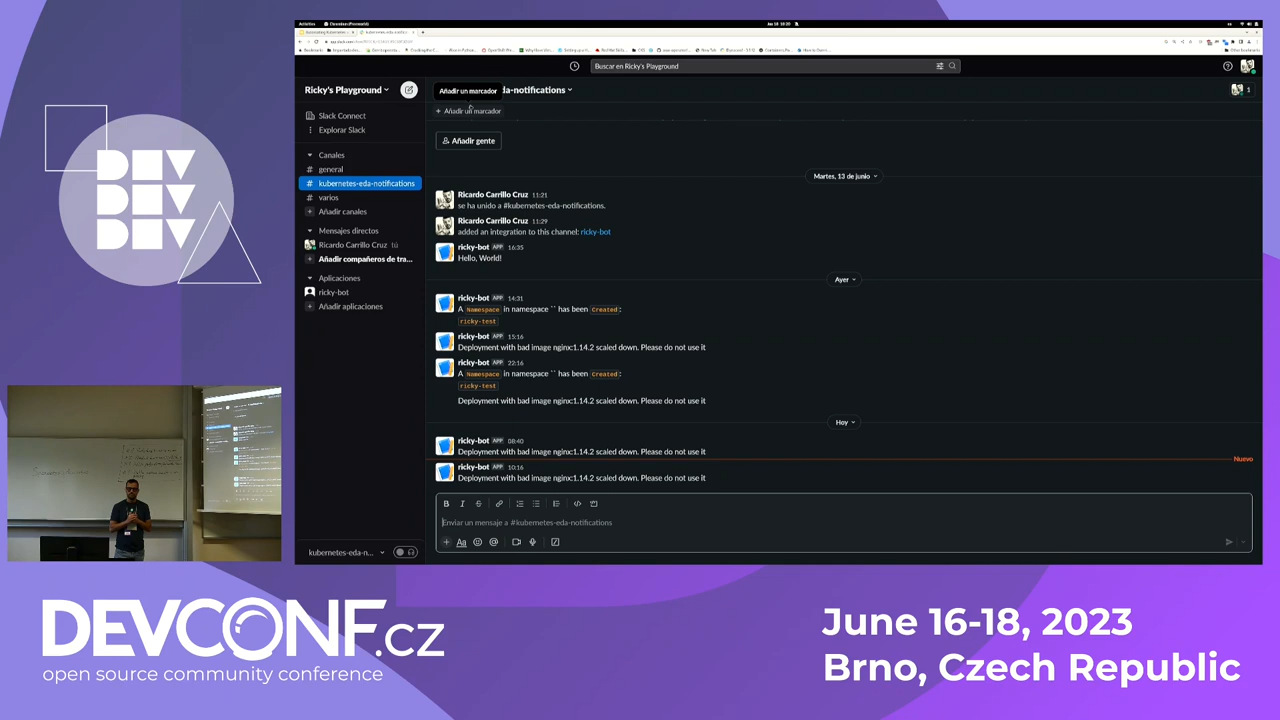 DEV
DEV
DEV
Activities
Buscar en Ricky's Playground
Ricky's Playground
Añadir un marcador
da-notifications
1
+ Añadir un marcador
Slack Connect
Explorar Slack
Añadir gente
Canales
# general
# kubernetes-eda-notifications
# varios
+ Añadir canales
Mensajes directos
Ricardo Carrillo Cruz tú
+ Añadir compañeros de tra...
Aplicaciones
ricky-bot
+ Añadir aplicaciones
Martes, 13 de junio
Ricardo Carrillo Cruz 11:21
se ha unido a #kubernetes-eda-notifications.
Ricardo Carrillo Cruz 11:29
added an integration to this channel: ricky-bot
ricky-bot APP 16:35
Hello, World!
Ayer
ricky-bot APP 14:31
A Namespace in namespace `` has been Created:
ricky-test
ricky-bot APP 15:16
Deployment with bad image nginx:1.14.2 scaled down. Please do not use it
ricky-bot APP 22:16
A Namespace in namespace `` has been Created:
ricky-test
Deployment with bad image nginx:1.14.2 scaled down. Please do not use it
Hoy
ricky-bot APP 08:40
Deployment with bad image nginx:1.14.2 scaled down. Please do not use it
Nuevo
ricky-bot APP 10:16
Deployment with bad image nginx:1.14.2 scaled down. Please do not use it
Enviar un mensaje a #kubernetes-eda-notifications
kubernetes-eda-n...
DEVCONF.cz
open source community conference
June 16-18, 2023
Brno, Czech Republic